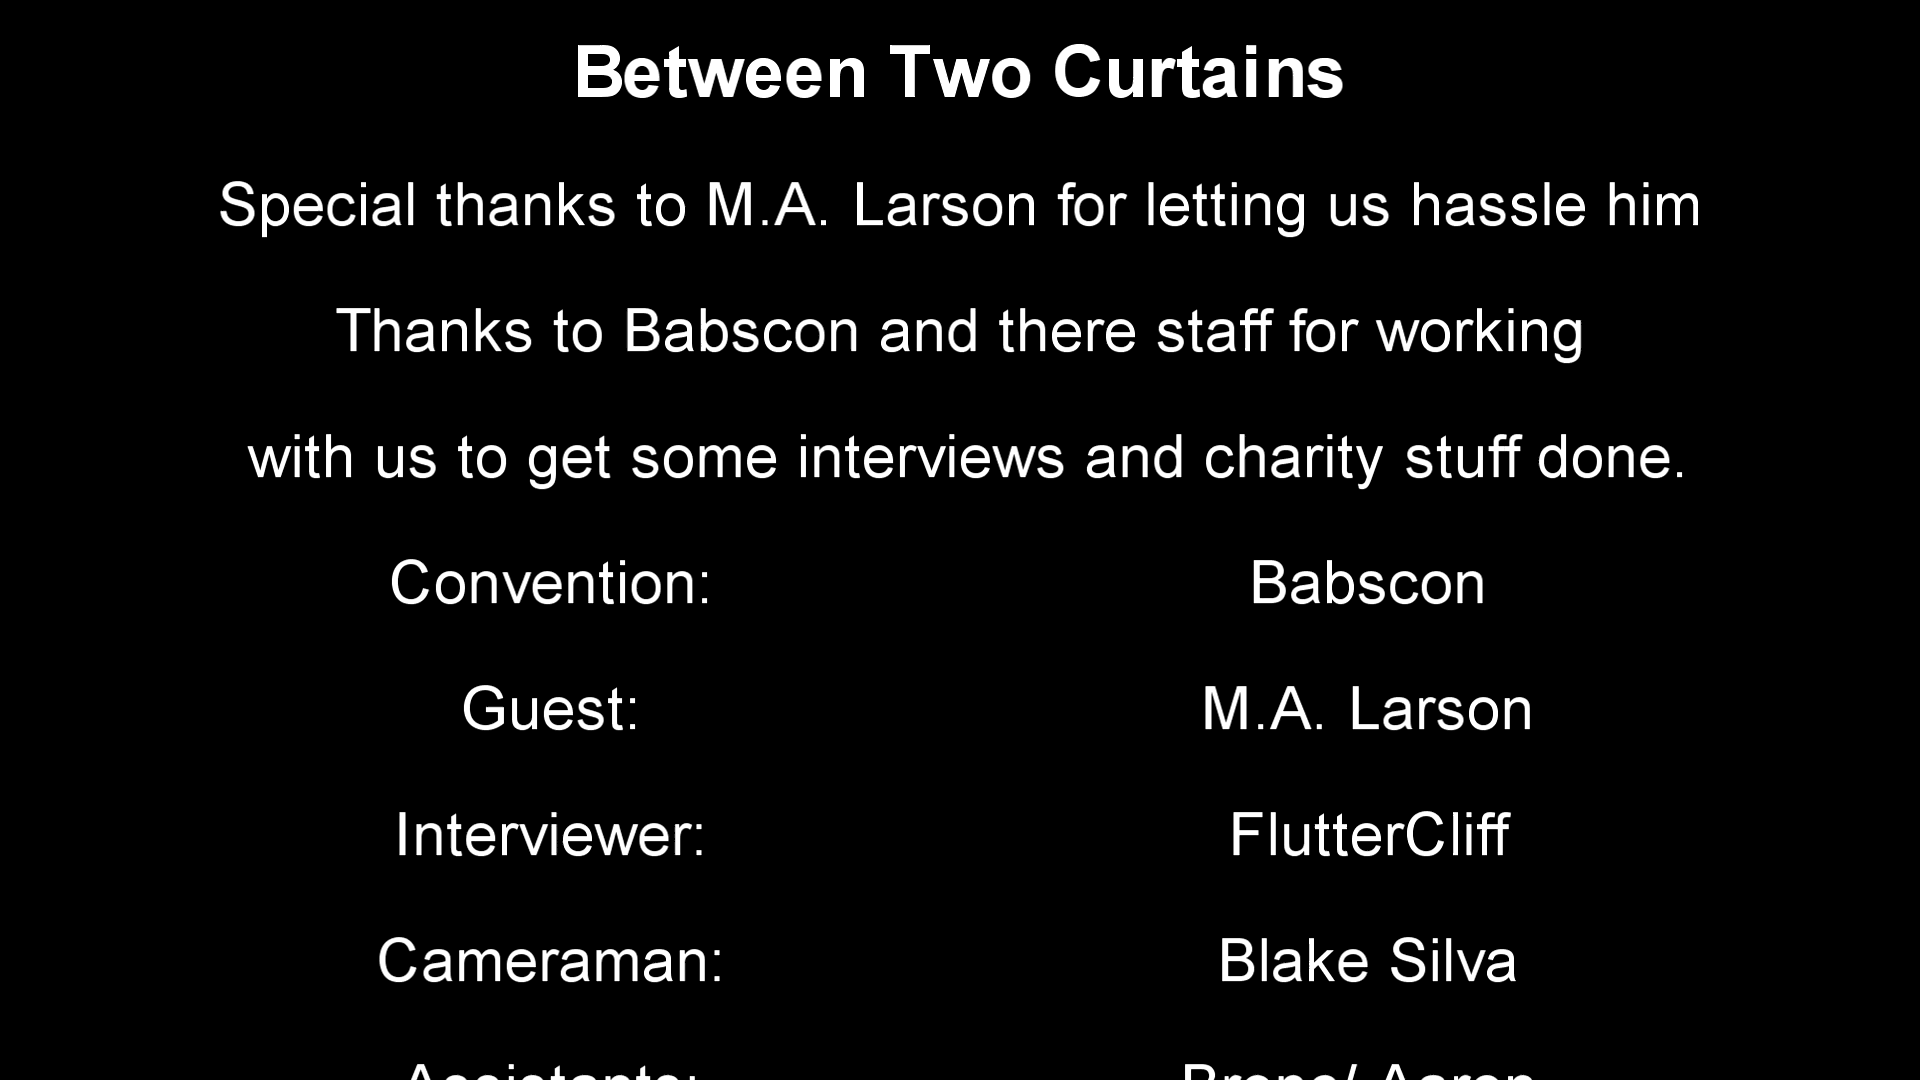 Between Two Curtains
Special thanks to M.A. Larson for letting us hassle him
Thanks to Babscon and there staff for working
with us to get some interviews and charity stuff done.
Convention: Babscon
Guest: M.A. Larson
Interviewer: FlutterCliff
Cameraman: Blake Silva
Assistants: Aaron